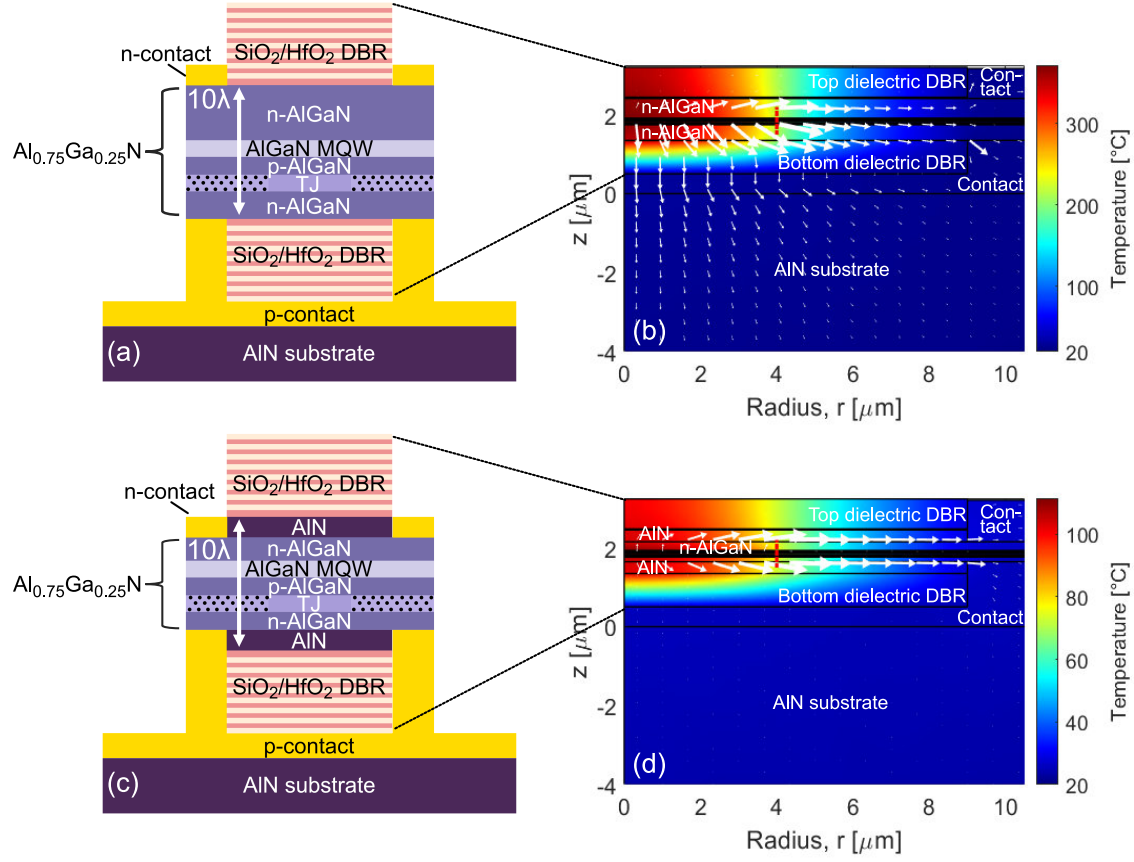 (a)
SiO₂/HfO₂ DBR
n-contact
10λ
n-AlGaN
Al₀.₇₅Ga₀.₂₅N
AlGaN MQW
p-AlGaN
TJ
n-AlGaN
SiO₂/HfO₂ DBR
p-contact
AlN substrate
Top dielectric DBR
Con-
tact
n-AlGaN
n-AlGaN
Bottom dielectric DBR
Contact
AlN substrate
(b)
z [μm]
2
0
-2
-4
0
2
4
6
8
10
Radius, r [μm]
300
200
100
20
Temperature [°C]
SiO₂/HfO₂ DBR
n-contact
AlN
10λ
n-AlGaN
Al₀.₇₅Ga₀.₂₅N
AlGaN MQW
p-AlGaN
TJ
n-AlGaN
AlN
SiO₂/HfO₂ DBR
p-contact
(c)
AlN substrate
Top dielectric DBR
Con-
tact
AlN
n-AlGaN
AlN
Bottom dielectric DBR
Contact
AlN substrate
(d)
z [μm]
2
0
-2
-4
0
2
4
6
8
10
Radius, r [μm]
100
80
60
40
20
Temperature [°C]